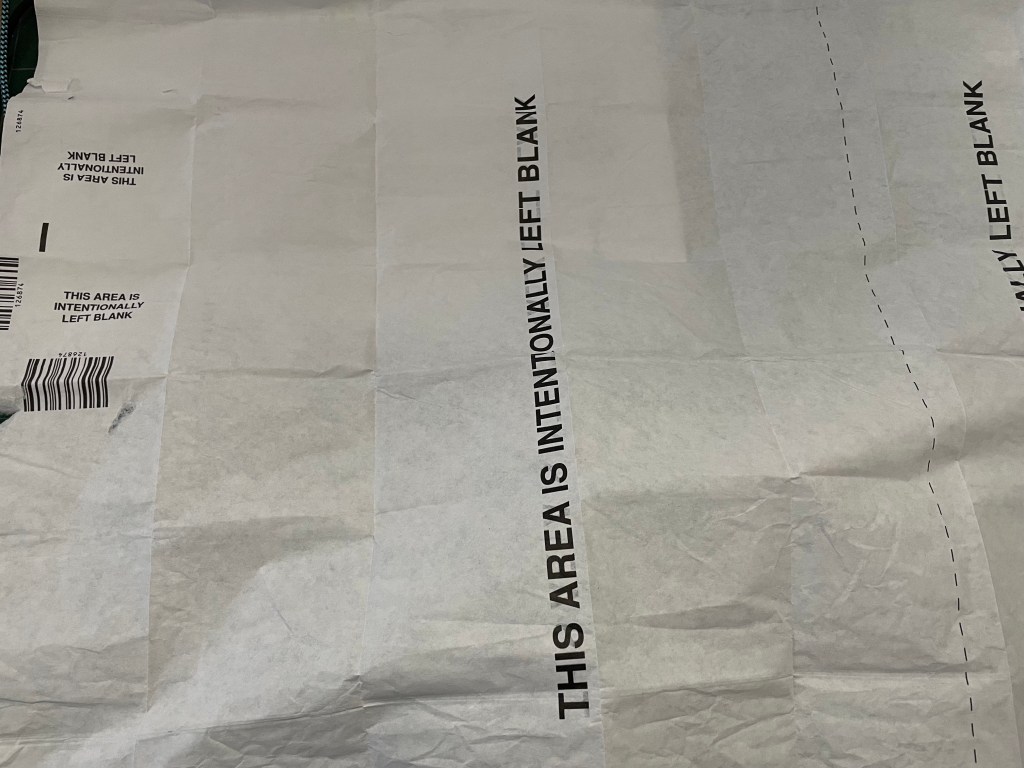 126874
THIS AREA IS
INTENTIONALLY
LEFT BLANK
126874
THIS AREA IS
INTENTIONALLY
LEFT BLANK
126874
THIS AREA IS INTENTIONALLY LEFT BLANK
LEFT BLANK